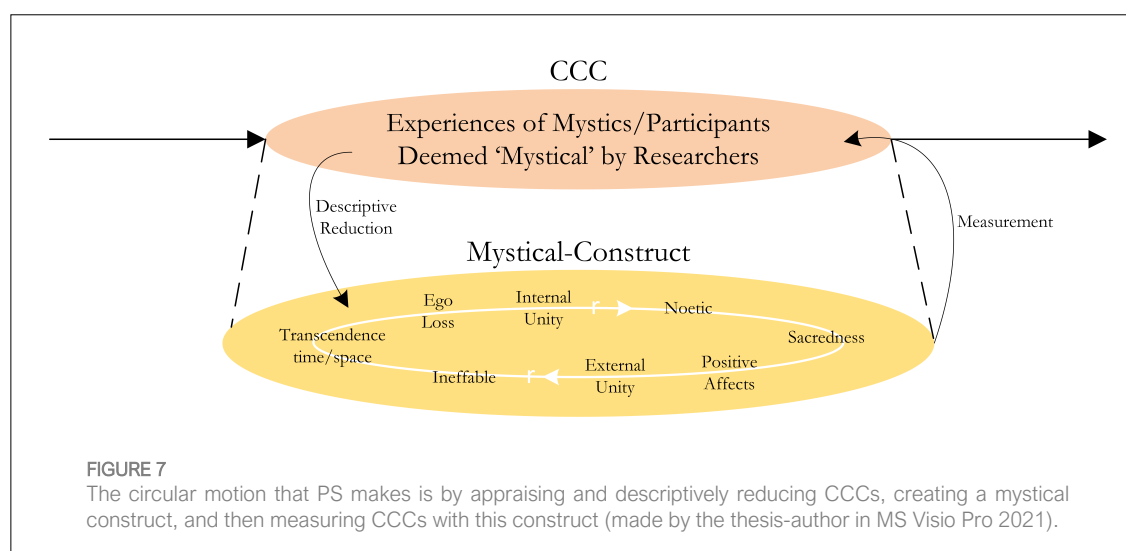 CCC
Experiences of Mystics/Participants
Deemed ‘Mystical’ by Researchers
Descriptive
Reduction
Measurement
Mystical-Construct
Ego
Loss
Internal
Unity
r
Noetic
Transcendence
time/space
Sacredness
Ineffable
r
External
Unity
Positive
Affects
FIGURE 7
The circular motion that PS makes is by appraising and descriptively reducing CCCs, creating a mystical
construct, and then measuring CCCs with this construct (made by the thesis-author in MS Visio Pro 2021).